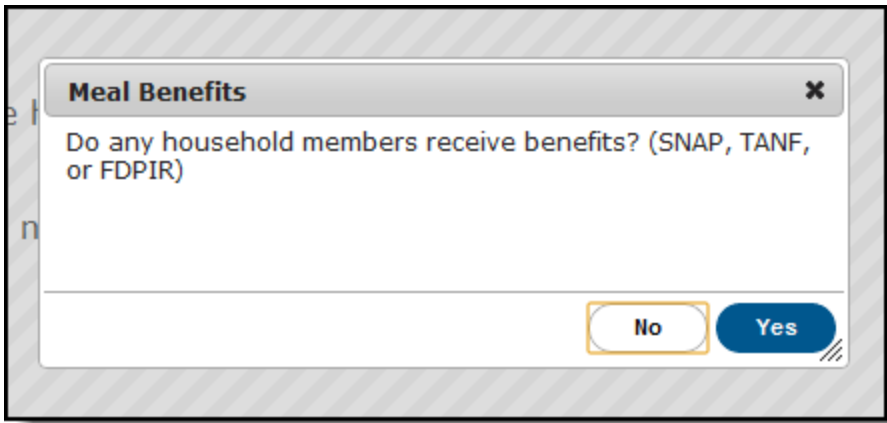 Meal Benefits
Do any household members receive benefits? (SNAP, TANF,
or FDPIR)
No Yes